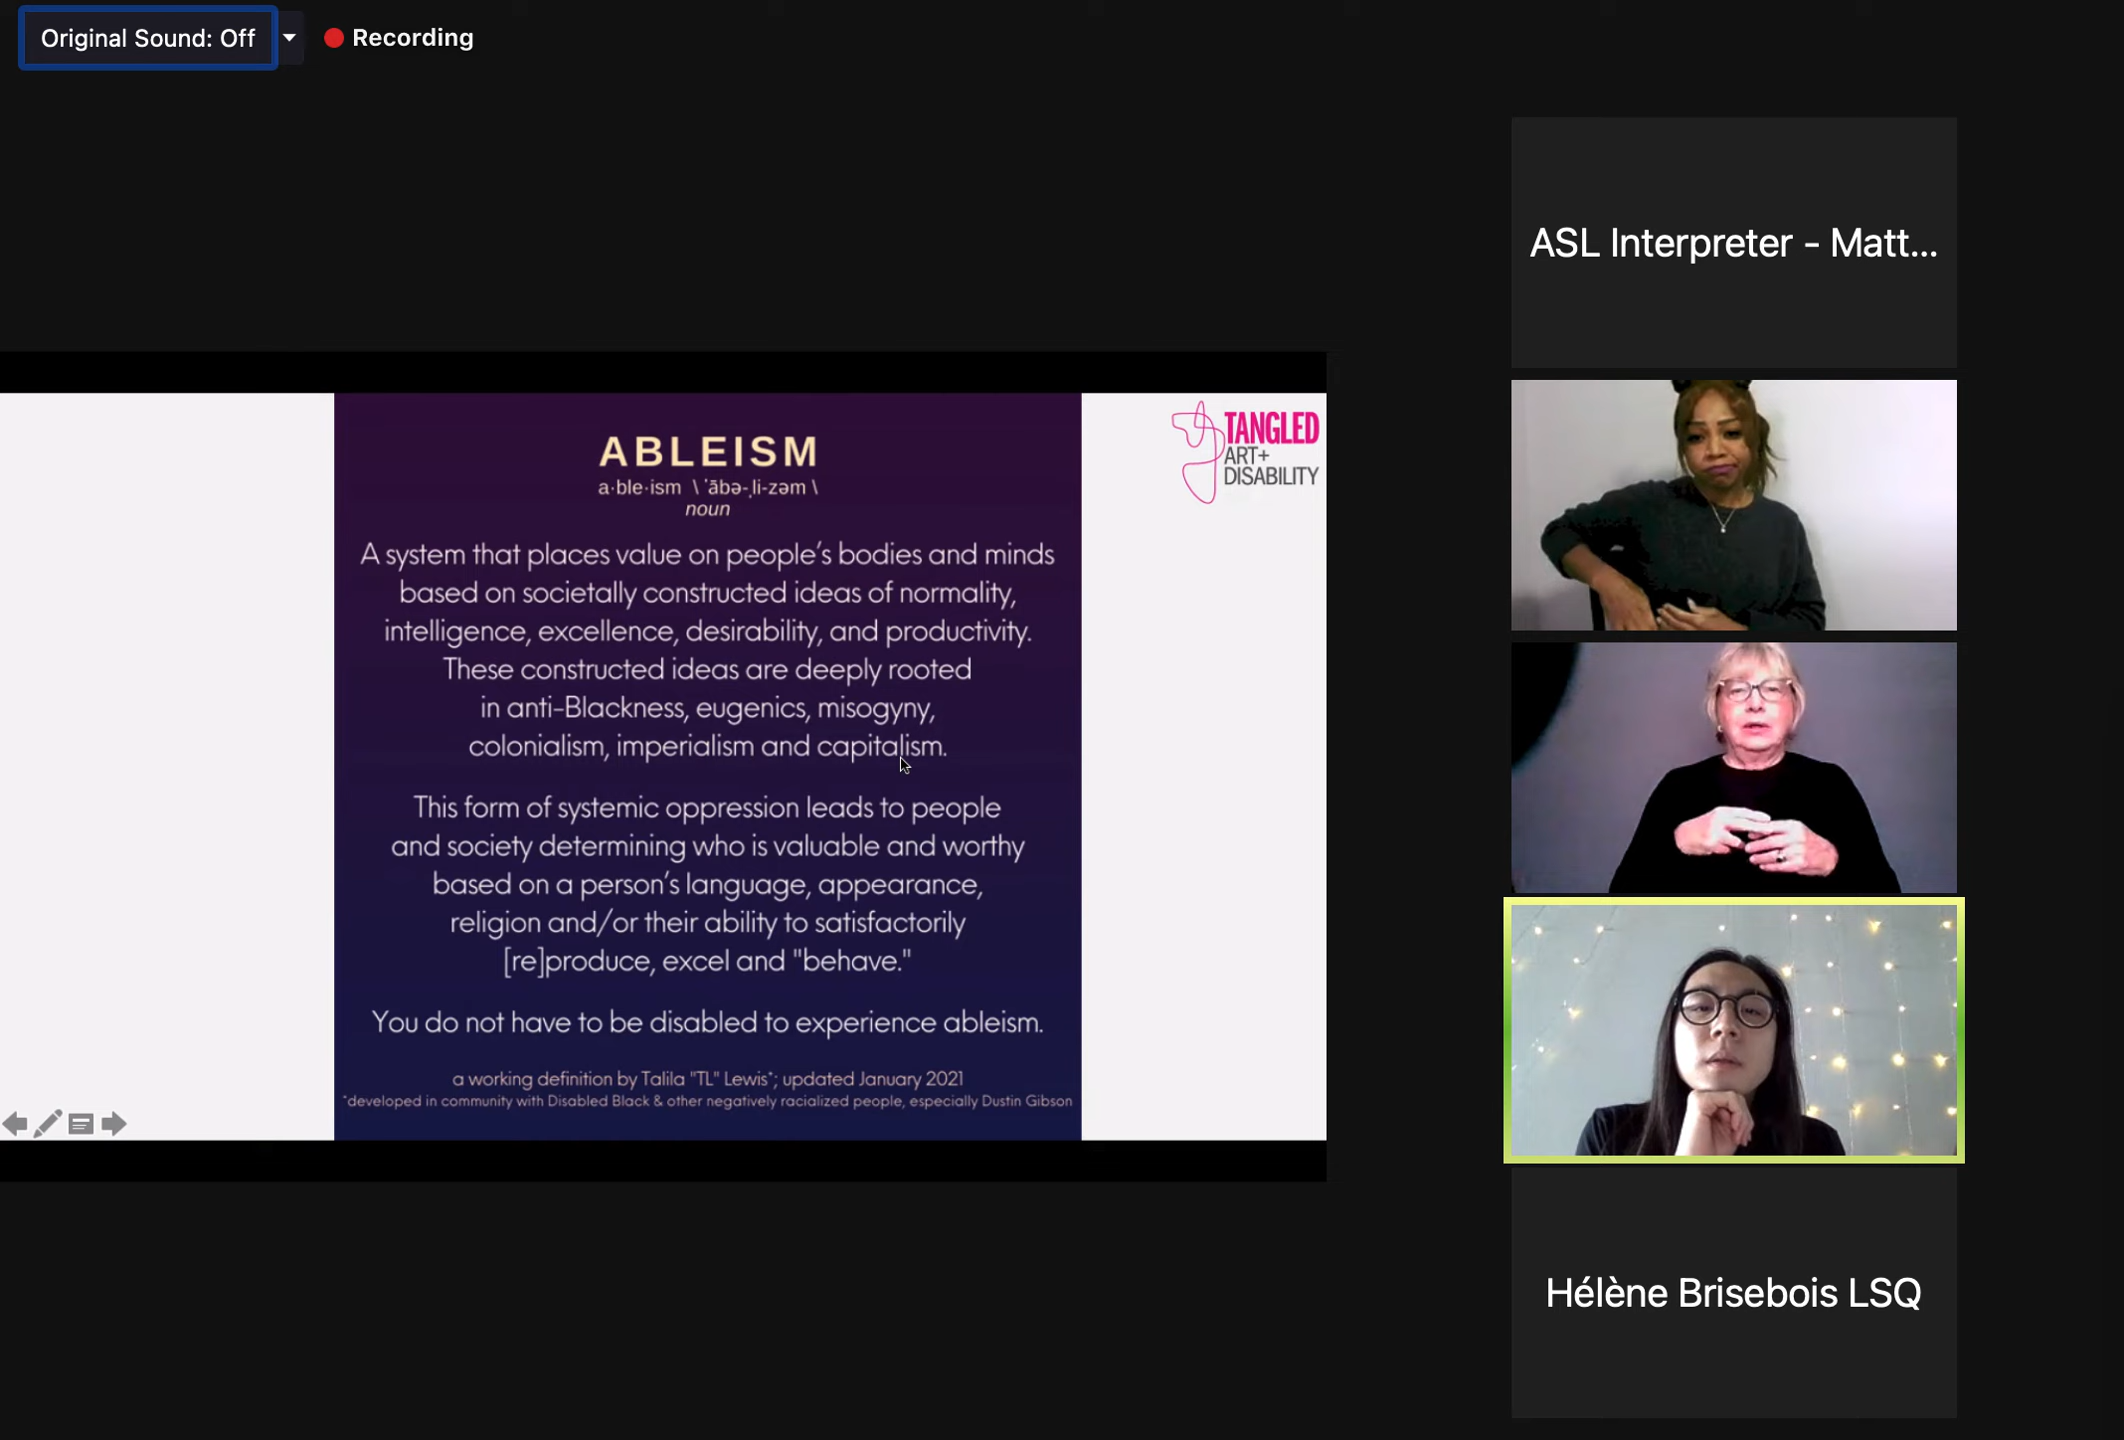 Original Sound: Off
Recording
ABLEISM
a·ble·ism \ ˈābə-ˌli-zəm \
noun
A system that places value on people's bodies and minds
based on societally constructed ideas of normality,
intelligence, excellence, desirability, and productivity.
These constructed ideas are deeply rooted
in anti-Blackness, eugenics, misogyny,
colonialism, imperialism and capitalism.
This form of systemic oppression leads to people
and society determining who is valuable and worthy
based on a person's language, appearance,
religion and/or their ability to satisfactorily
[re]produce, excel and "behave."
You do not have to be disabled to experience ableism.
a working definition by Talila "TL" Lewis*; updated January 2021
*developed in community with Disabled Black & other negatively racialized people, especially Dustin Gibson
TANGLED
ART+
DISABILITY
ASL Interpreter - Matt...
Hélène Brisebois LSQ